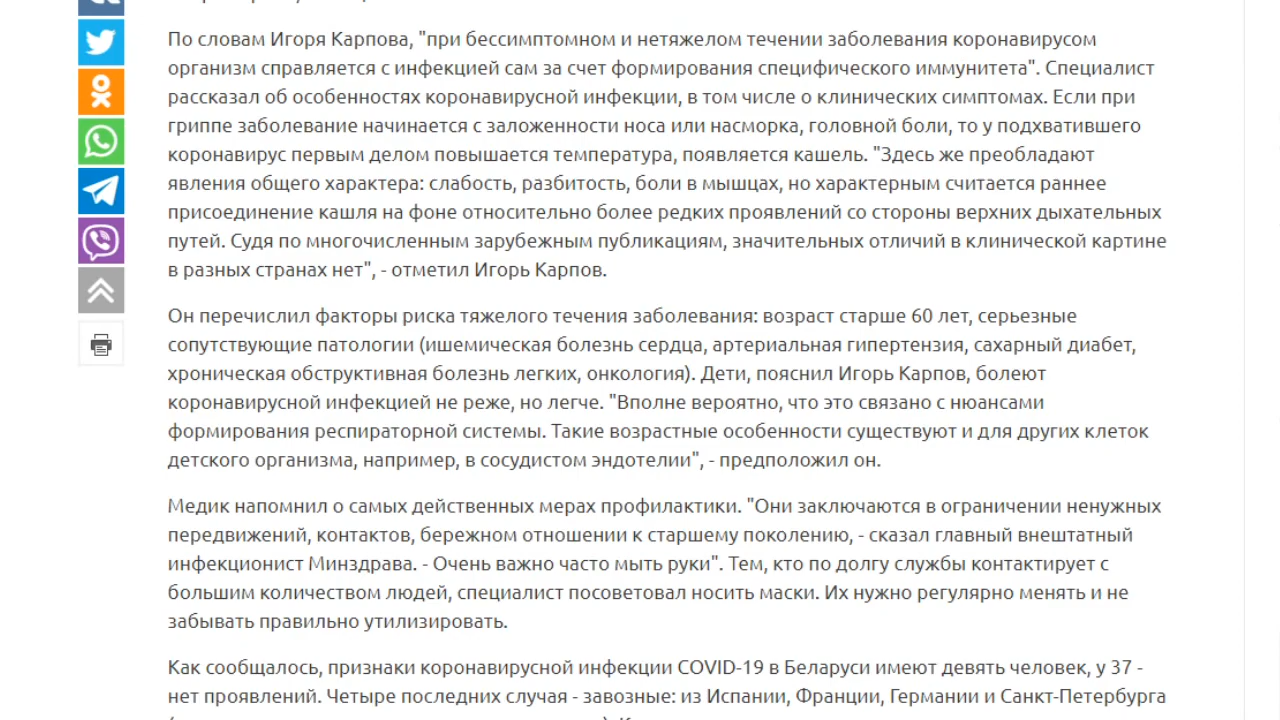 По словам Игоря Карпова, "при бессимптомном и нетяжелом течении заболевания коронавирусом
организм справляется с инфекцией сам за счет формирования специфического иммунитета". Специалист
рассказал об особенностях коронавирусной инфекции, в том числе о клинических симптомах. Если при
гриппе заболевание начинается с заложенности носа или насморка, головной боли, то у подхватившего
коронавирус первым делом повышается температура, появляется кашель. "Здесь же преобладают
явления общего характера: слабость, разбитость, боли в мышцах, но характерным считается раннее
присоединение кашля на фоне относительно более редких проявлений со стороны верхних дыхательных
путей. Судя по многочисленным зарубежным публикациям, значительных отличий в клинической картине
в разных странах нет", - отметил Игорь Карпов.
Он перечислил факторы риска тяжелого течения заболевания: возраст старше 60 лет, серьезные
сопутствующие патологии (ишемическая болезнь сердца, артериальная гипертензия, сахарный диабет,
хроническая обструктивная болезнь легких, онкология). Дети, пояснил Игорь Карпов, болеют
коронавирусной инфекцией не реже, но легче. "Вполне вероятно, что это связано с нюансами
формирования респираторной системы. Такие возрастные особенности существуют и для других клеток
детского организма, например, в сосудистом эндотелии", - предположил он.
Медик напомнил о самых действенных мерах профилактики. "Они заключаются в ограничении ненужных
передвижений, контактов, бережном отношении к старшему поколению, - сказал главный внештатный
инфекционист Минздрава. - Очень важно часто мыть руки". Тем, кто по долгу службы контактирует с
большим количеством людей, специалист посоветовал носить маски. Их нужно регулярно менять и не
забывать правильно утилизировать.
Как сообщалось, признаки коронавирусной инфекции COVID-19 в Беларуси имеют девять человек, у 37 -
нет проявлений. Четыре последних случая - завозные: из Испании, Франции, Германии и Санкт-Петербурга